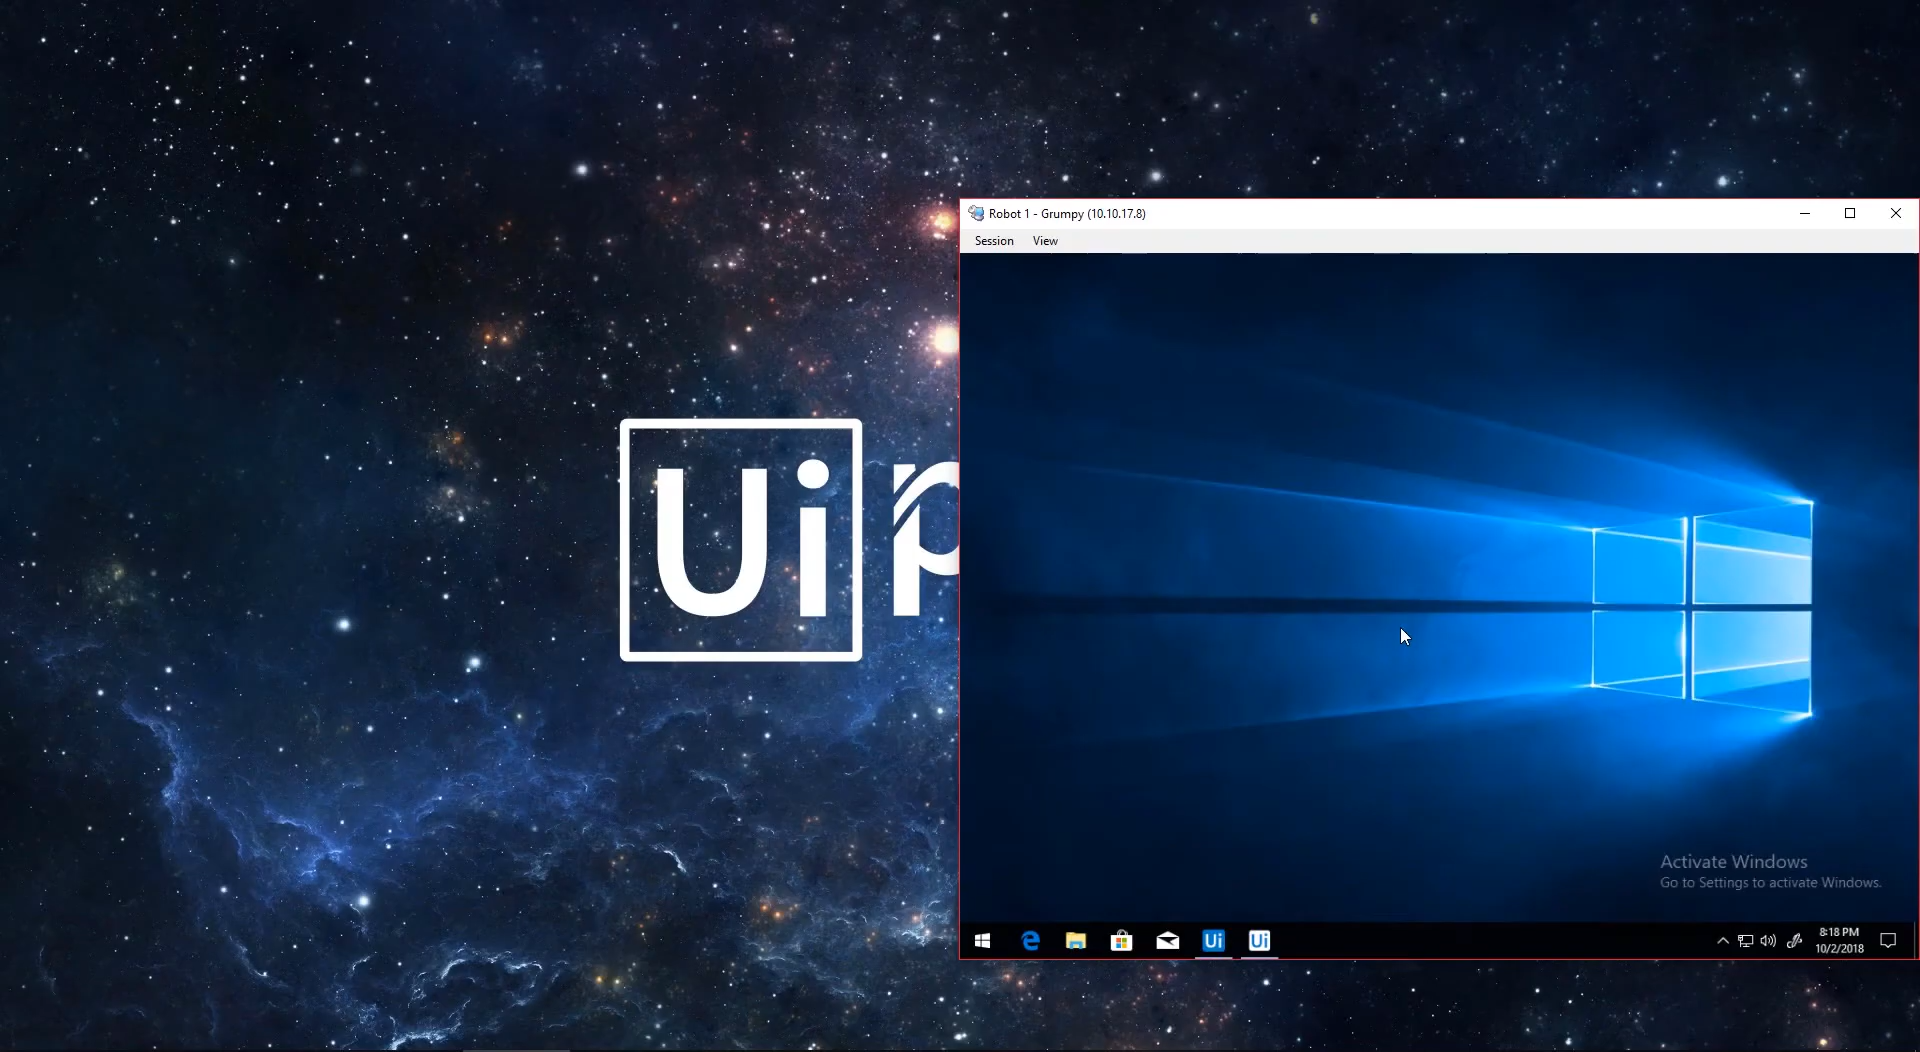 Robot 1 - Grumpy (10.10.17.8)
Session View
Ui P
Activate Windows
Go to Settings to activate Windows.
Ui Ui
8:18 PM
10/2/2018